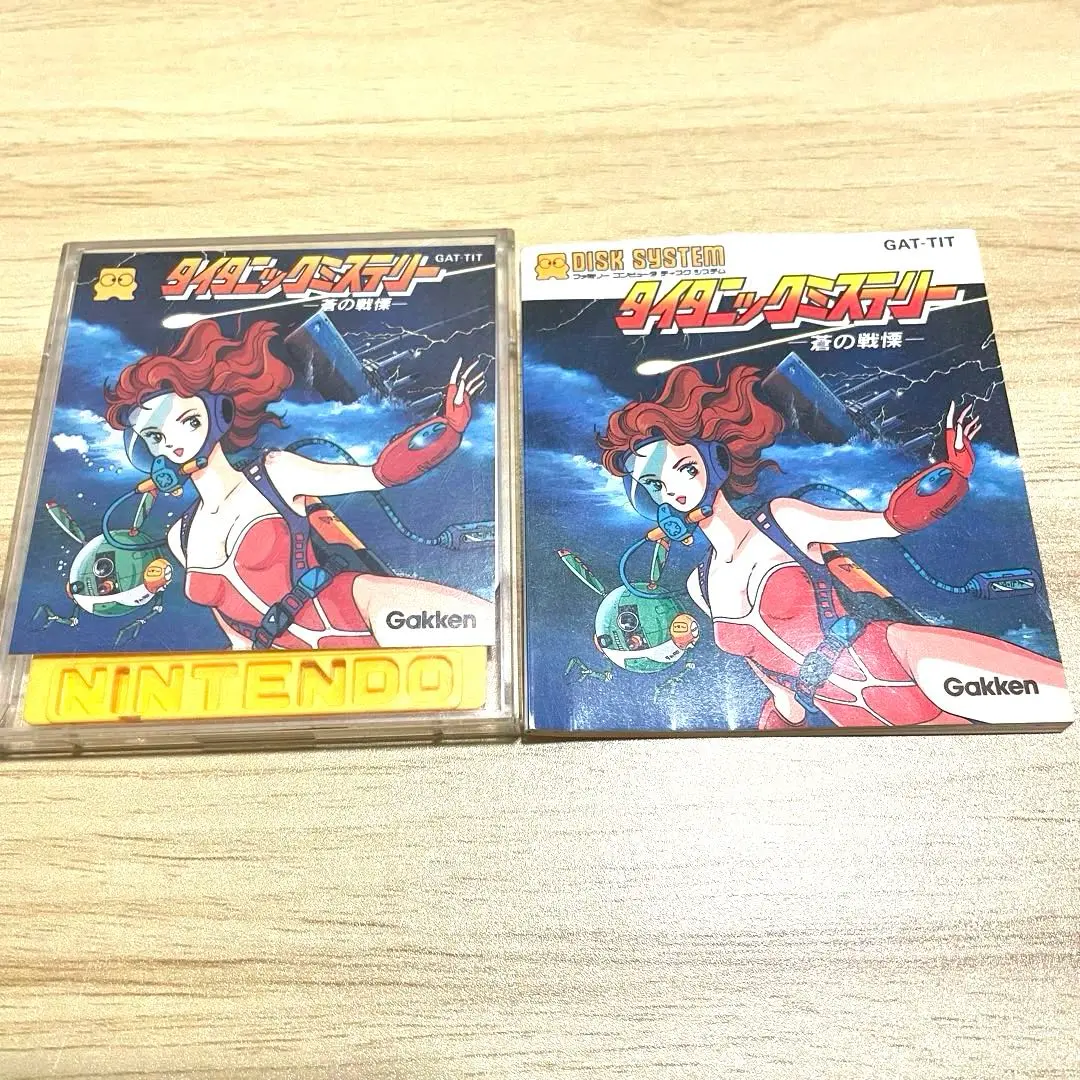 GAT-TIT
タイタニックミステリー
―蒼の戦慄―
Gakken
NINTENDO
DISK SYSTEM
GAT-TIT
ファミリー コンピュータ ディスク システム
タイタニックミステリー
―蒼の戦慄―
Gakken